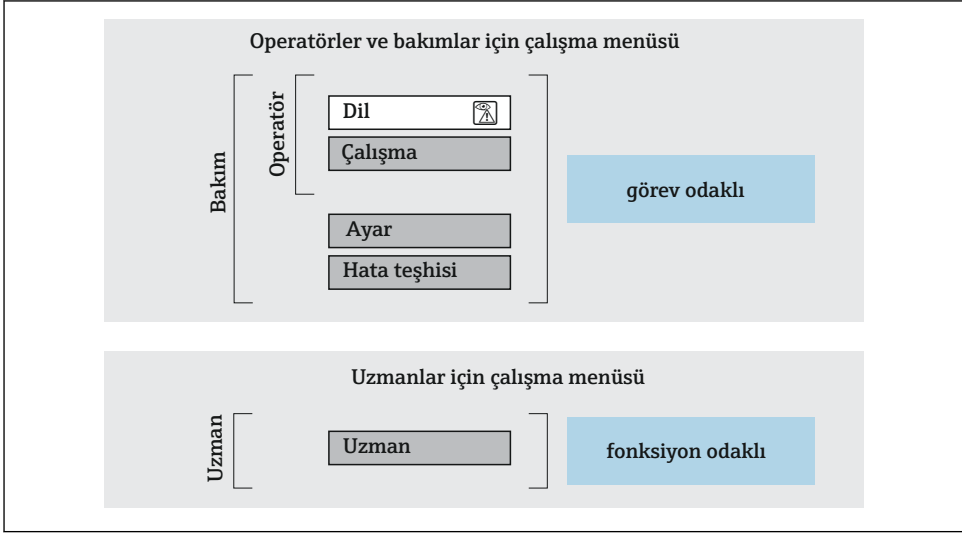 Operatörler ve bakımlar için çalışma menüsü
Bakım
Operatör
Dil
Çalışma
Ayar
Hata teşhisi
görev odaklı
Uzmanlar için çalışma menüsü
Uzman
Uzman
fonksiyon odaklı